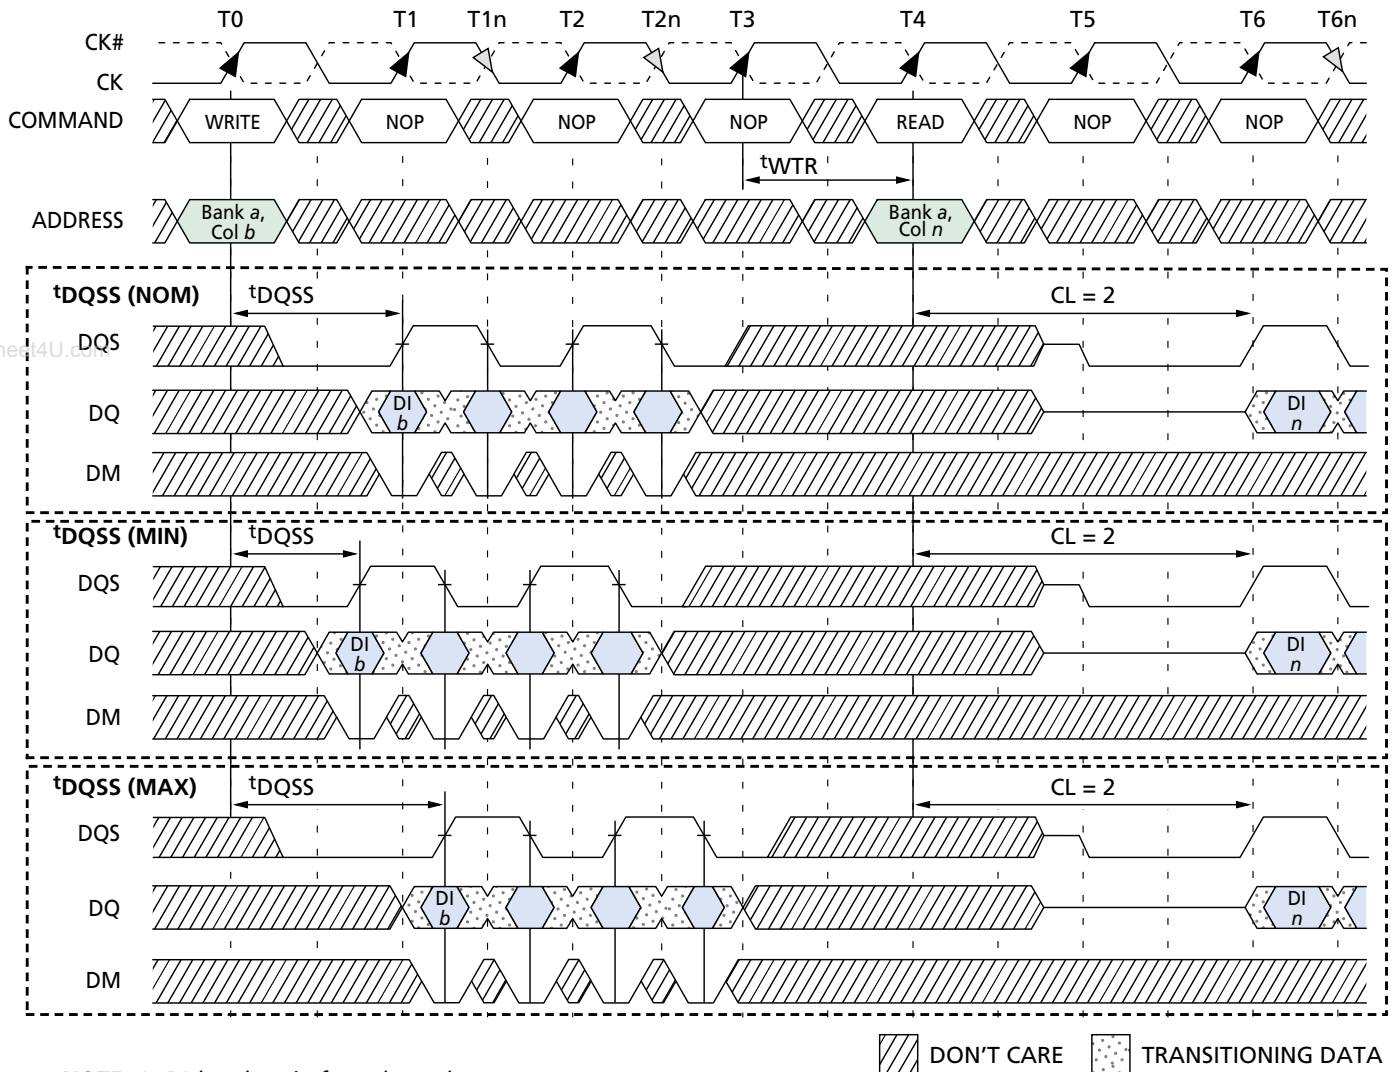 T0 T1 T1n T2 T2n T3 T4 T5 T6 T6n
CK#
CK
COMMAND WRITE NOP NOP NOP READ NOP NOP
tWTR
ADDRESS Bank a, Col b Bank a, Col n
tDQSS (NOM) tDQSS CL = 2
DQS
heet4U.com
DQ DI b DI n
DM
tDQSS (MIN) tDQSS CL = 2
DQS
DQ DI b DI n
DM
tDQSS (MAX) tDQSS CL = 2
DQS
DQ DI b DI n
DM
DON'T CARE TRANSITIONING DATA